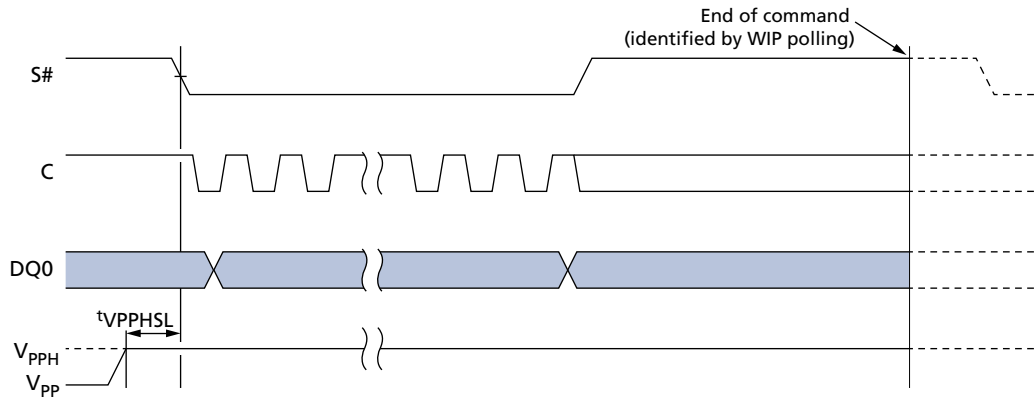 End of command
(identified by WIP polling)
S#
C
DQ0
tVPPHSL
VPPH
VPP